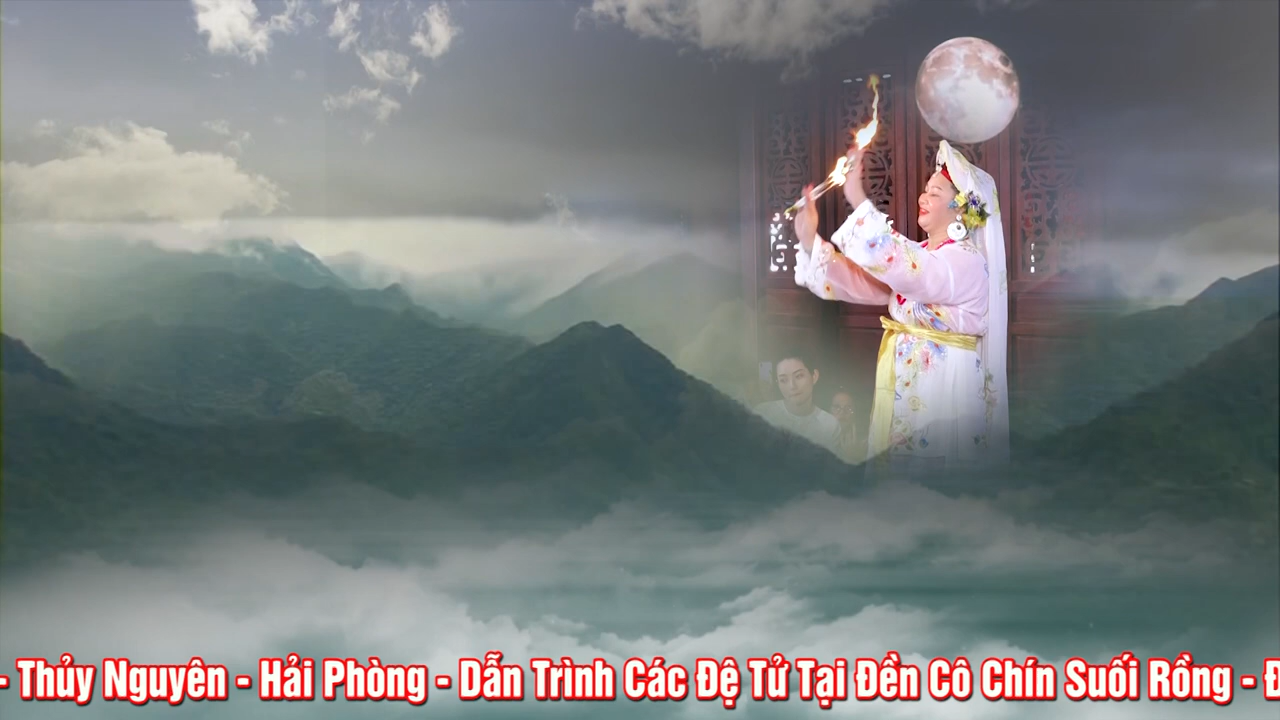 - Thủy Nguyên - Hải Phòng - Dẫn Trình Các Đệ Tử Tại Đền Cô Chín Suối Rồng - Đ